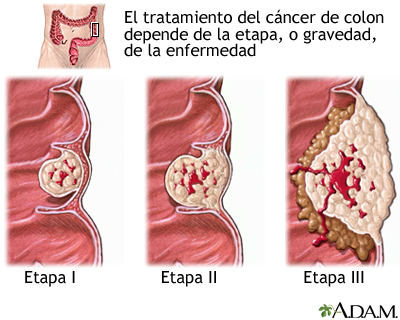 El tratamiento del cáncer de colon
depende de la etapa, o gravedad,
de la enfermedad
Etapa I
Etapa II
Etapa III
A.D.A.M.